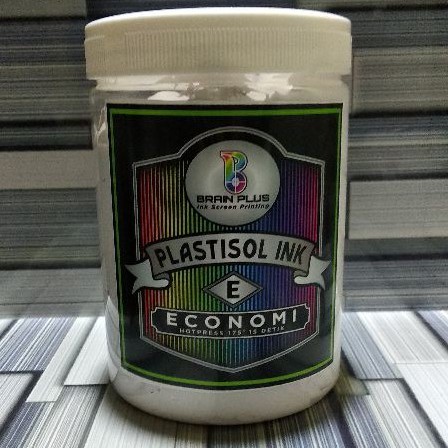 B
BRAIN PLUS
Ink Screen Printing
PLASTISOL INK
E
ECONOMI
HOTPRESS 175° 15 DETIK